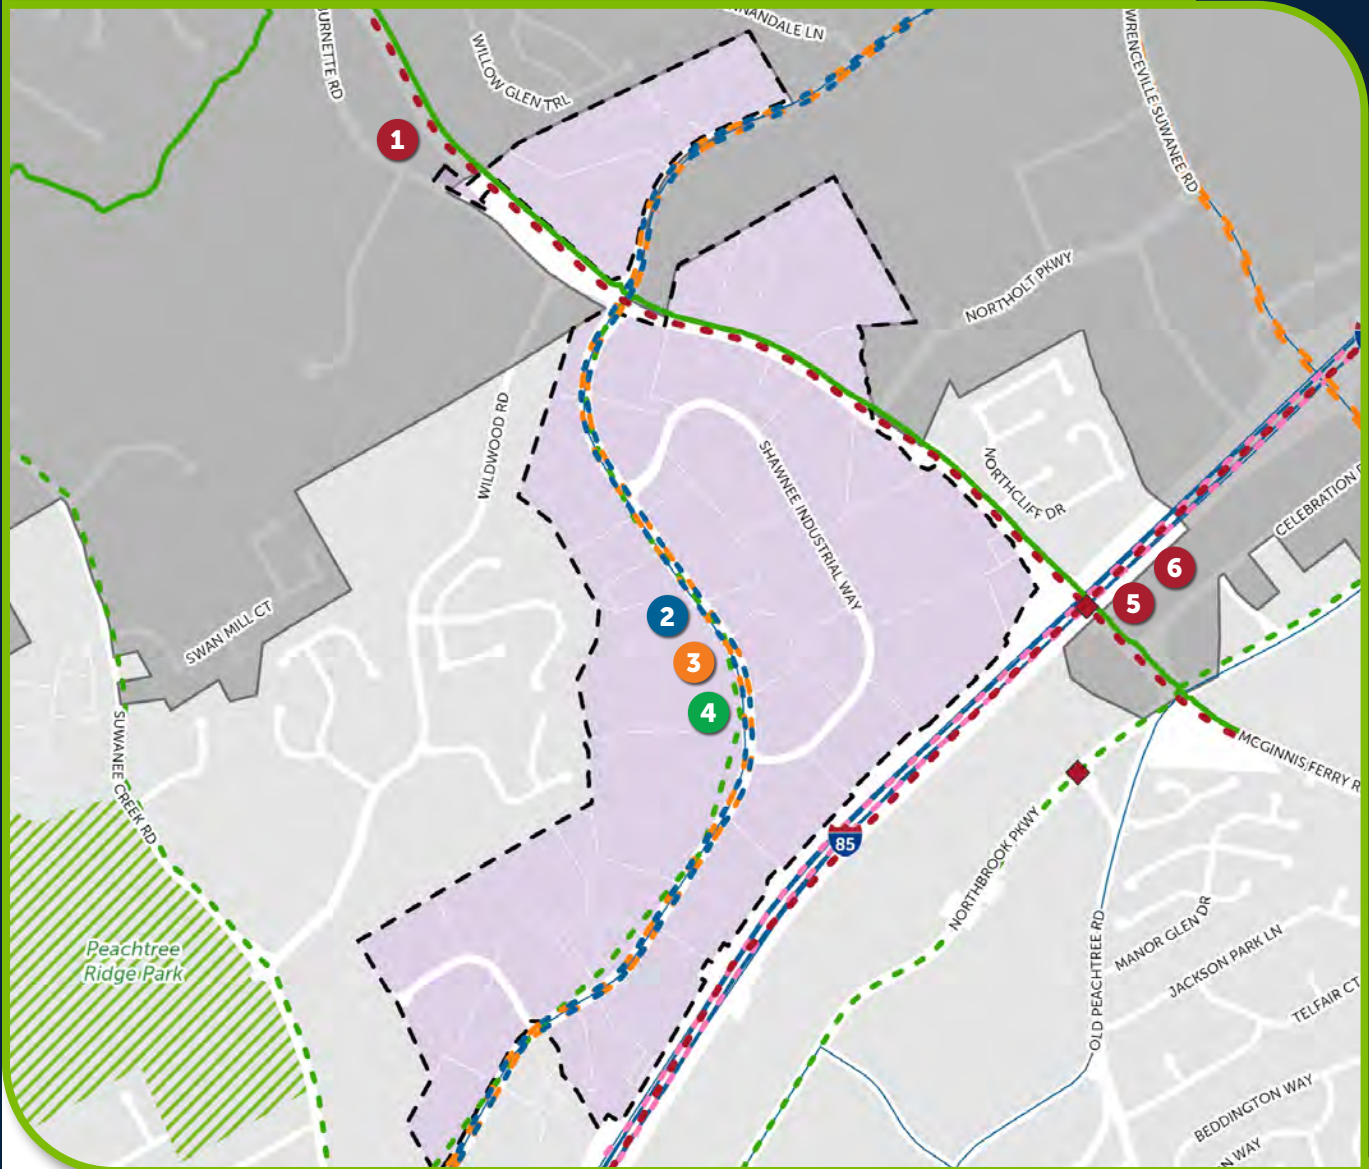 WILLOW GLEN TRL
1
NORTHOLT PKWY
WILDWOOD RD
SHAWNEE INDUSTRIAL WAY
NORTHCLIFF DR
6
5
2
3
4
SWAN MILL CT
SUWANEE CREEK RD
85
NORTHBROOK PKWY
Peachtree
Ridge Park
OLD PEACHTREE RD
MANOR GLEN DR
JACKSON PARK LN
TELFAIR CT
BEDDINGTON WAY
MCGINNIS FERRY R
CELEBRATION
WRENCEVILLE SUWANEE RD
URNETTE RD
NNANDALE LN
N WAY